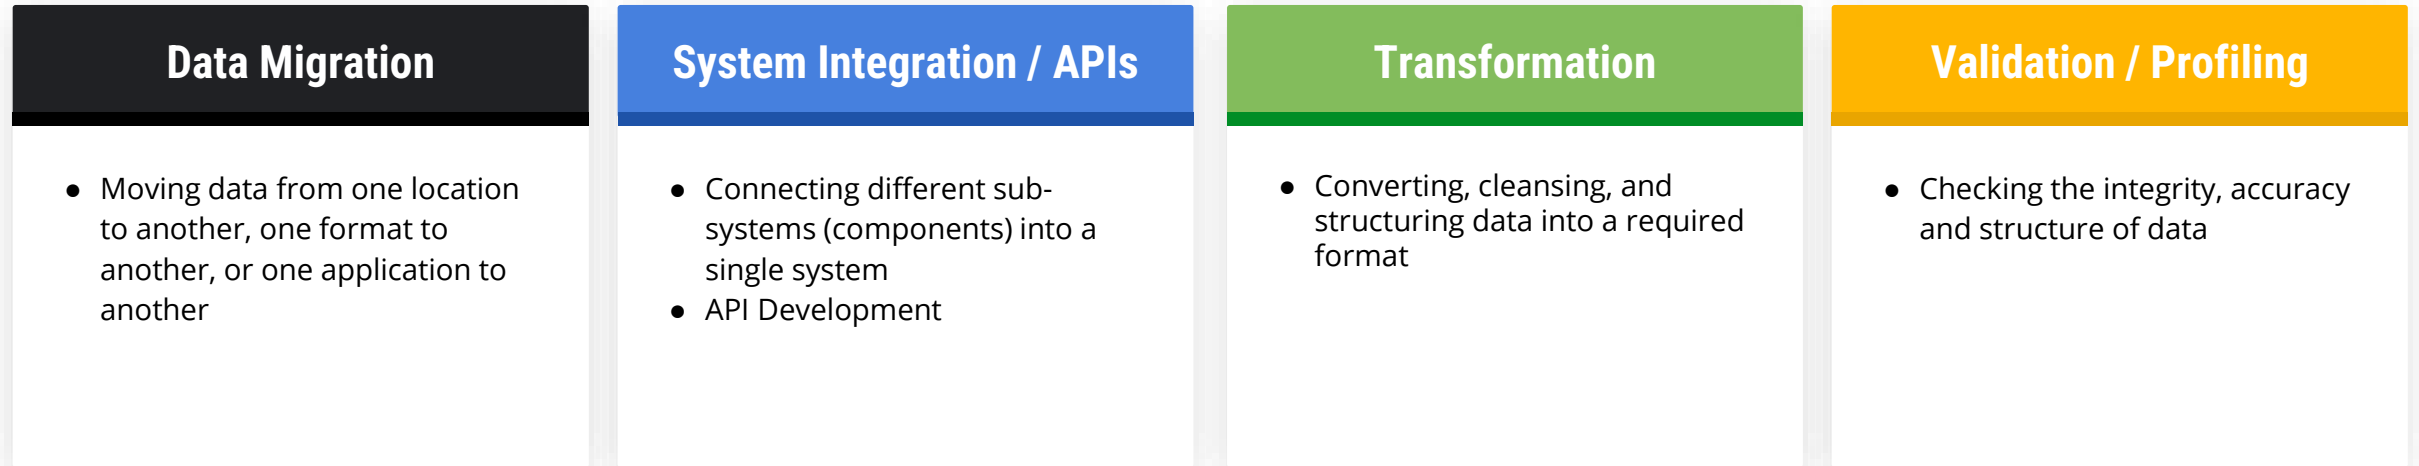 Data Migration
● Moving data from one location
to another, one format to
another, or one application to
another
System Integration / APIs
● Connecting different sub-
systems (components) into a
single system
● API Development
Transformation
● Converting, cleansing, and
structuring data into a required
format
Validation / Profiling
● Checking the integrity, accuracy
and structure of data